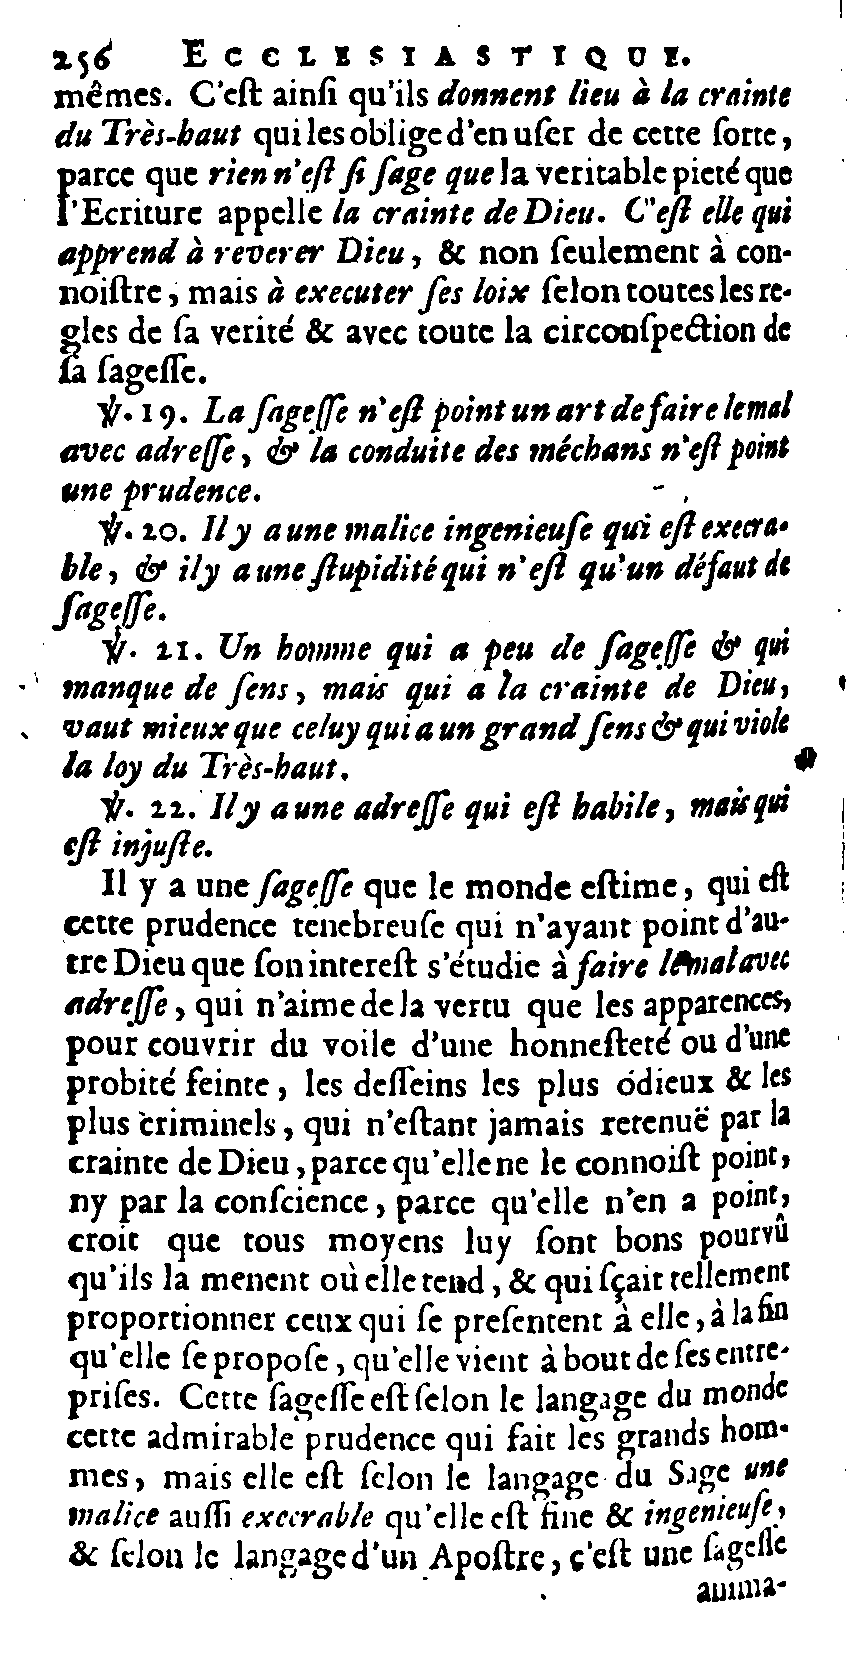 256 ECCLESIASTIQUE.
mêmes. C'eſt ainſi qu'ils donnent lieu à la crainte
du Très-haut qui les oblige d'en uſer de cette ſorte,
parce que rien n'eſt ſi ſage que la veritable pieté que
l'Ecriture appelle la crainte de Dieu. C'eſt elle qui
apprend à reverer Dieu, & non ſeulement à con-
noiſtre, mais à executer ſes loix ſelon toutes les re-
gles de ſa verité & avec toute la circonſpection de
ſa ſageſſe.
℣. 19. La ſageſſe n'eſt point un art de faire le mal
avec adreſſe, & la conduite des méchans n'eſt point
une prudence.
℣. 20. Il y a une malice ingenieuſe qui eſt execra-
ble, & il y a une ſtupidité qui n'eſt qu'un défaut de
ſageſſe.
℣. 21. Un homme qui a peu de ſageſſe & qui
manque de ſens, mais qui a la crainte de Dieu,
vaut mieux que celuy qui a un grand ſens & qui viole
la loy du Très-haut.
℣. 22. Il y a une adreſſe qui eſt habile, mais qui
eſt injuſte.
Il y a une ſageſſe que le monde eſtime, qui eſt
cette prudence tenebreuſe qui n'ayant point d'au-
tre Dieu que ſon intereſt s'étudie à faire le mal avec
adreſſe, qui n'aime de la vertu que les apparences,
pour couvrir du voile d'une honneſteté ou d'une
probité feinte, les deſſeins les plus odieux & les
plus criminels, qui n'eſtant jamais retenuë par la
crainte de Dieu, parce qu'elle ne le connoiſt point,
ny par la conſcience, parce qu'elle n'en a point,
croit que tous moyens luy ſont bons pourvû
qu'ils la menent où elle tend, & qui ſçait tellement
proportionner ceux qui ſe preſentent à elle, à la fin
qu'elle ſe propoſe, qu'elle vient à bout de ſes entre-
priſes. Cette ſageſſe eſt ſelon le langage du monde
cette admirable prudence qui fait les grands hom-
mes, mais elle eſt ſelon le langage du Sage une
malice auſſi execrable qu'elle eſt fine & ingenieuſe,
& ſelon le langage d'un Apoſtre, c'eſt une ſageſſe
anima-